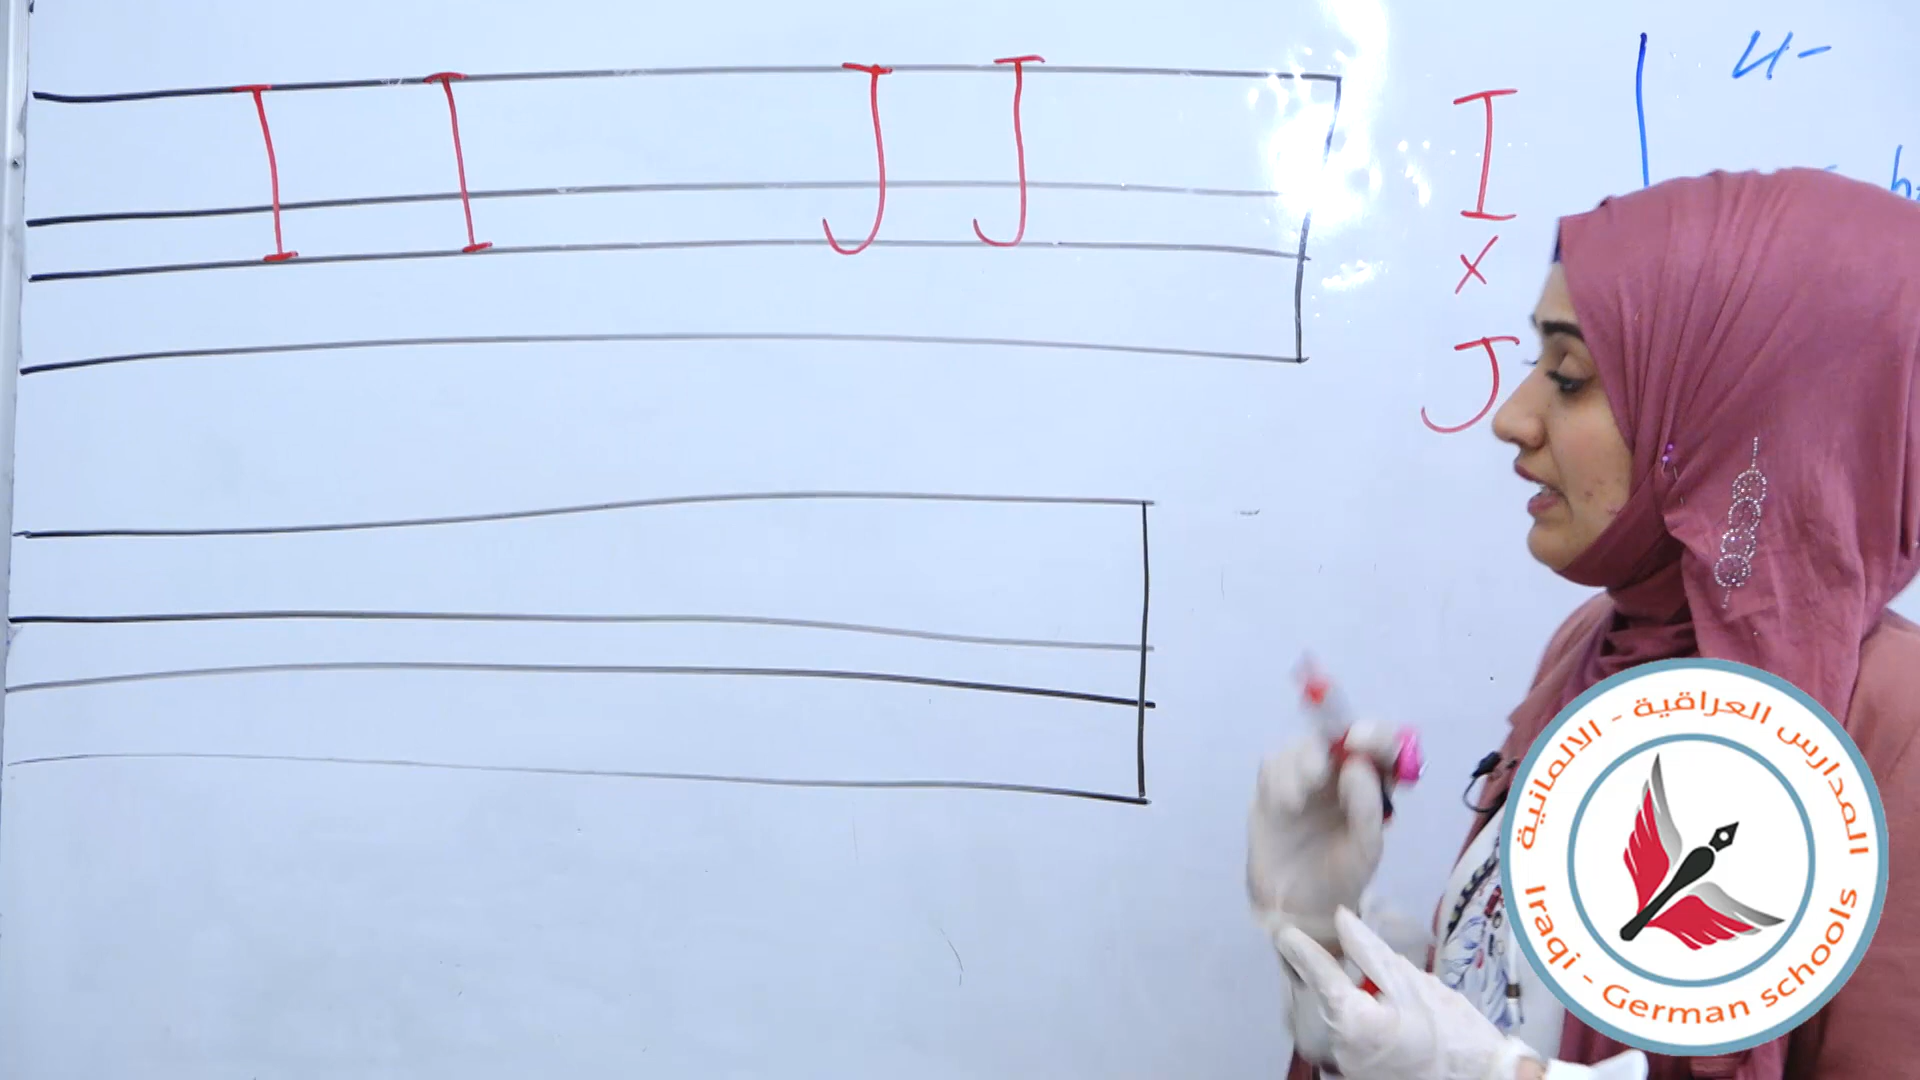 I I J J
I
x
J
المدارس العراقية - الالمانية
Iraqi - German schools